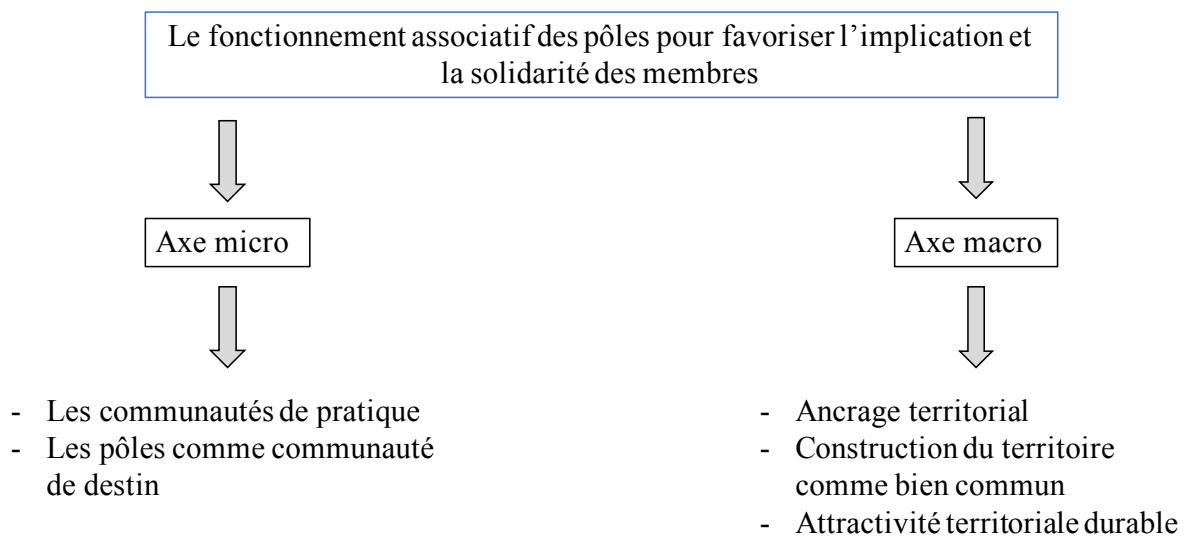 Le fonctionnement associatif des pôles pour favoriser l’implication et
la solidarité des membres
Axe micro
Axe macro
- Les communautés de pratique
- Les pôles comme communauté
de destin
- Ancrage territorial
- Construction du territoire
comme bien commun
- Attractivité territoriale durable